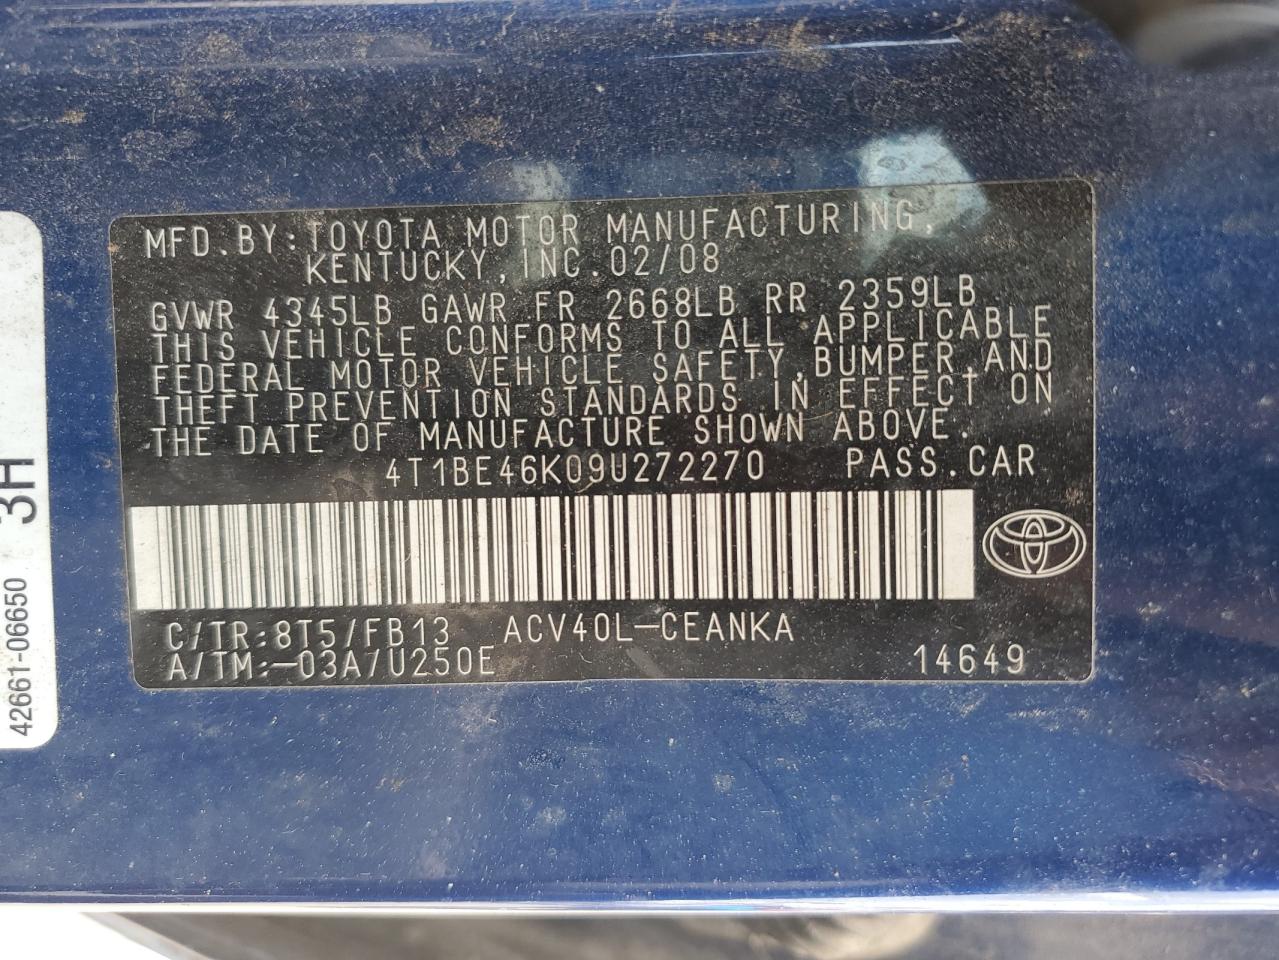 MFD.BY:TOYOTA MOTOR MANUFACTURING,
KENTUCKY,INC.02/08
GVWR 4345LB GAWR FR 2668LB RR 2359LB
THIS VEHICLE CONFORMS TO ALL APPLICABLE
FEDERAL MOTOR VEHICLE SAFETY,BUMPER,AND
THEFT PREVENTION STANDARDS IN EFFECT ON
THE DATE OF MANUFACTURE SHOWN ABOVE.
4T1BE46K09U272270 PASS.CAR
C/TR:8T5/FB13 ACV40L-CEANKA
A/TM:-03A/U250E 14649
3H
42661-06650